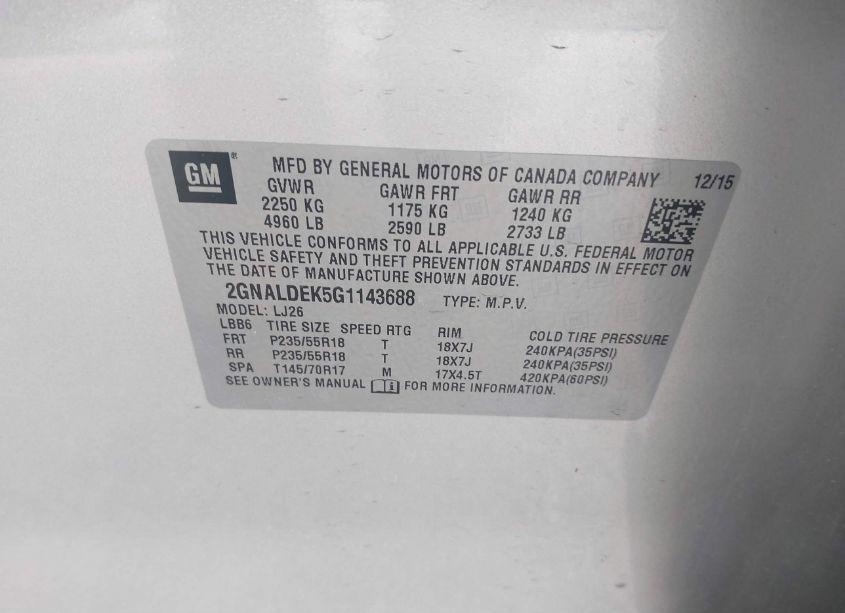 GM ®
MFD BY GENERAL MOTORS OF CANADA COMPANY 12/15
GVWR GAWR FRT GAWR RR
2250 KG 1175 KG 1240 KG
4960 LB 2590 LB 2733 LB
THIS VEHICLE CONFORMS TO ALL APPLICABLE U.S. FEDERAL MOTOR
VEHICLE SAFETY AND THEFT PREVENTION STANDARDS IN EFFECT ON
THE DATE OF MANUFACTURE SHOWN ABOVE.
2GNALDEK5G1143688 TYPE: M.P.V.
MODEL: LJ26
LBB6 TIRE SIZE SPEED RTG RIM COLD TIRE PRESSURE
FRT P235/55R18 T 18X7J 240KPA(35PSI)
RR P235/55R18 T 18X7J 240KPA(35PSI)
SPA T145/70R17 M 17X4.5T 420KPA(60PSI)
SEE OWNER'S MANUAL i FOR MORE INFORMATION.